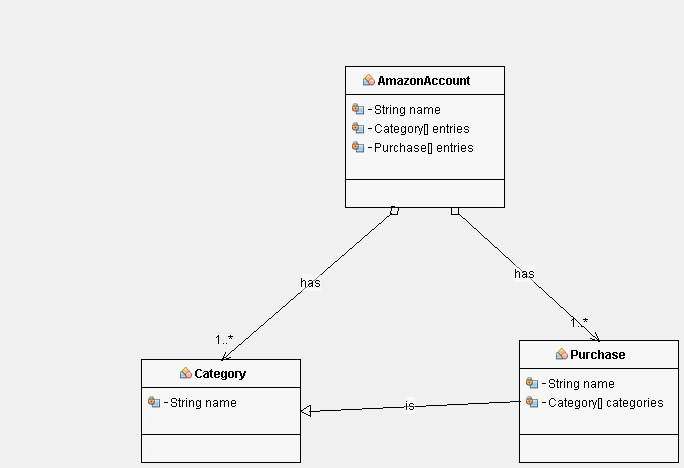 AmazonAccount
-String name
-Category[] entries
-Purchase[] entries
has
has
1..*
1..*
Category
-String name
Purchase
-String name
-Category[] categories
is